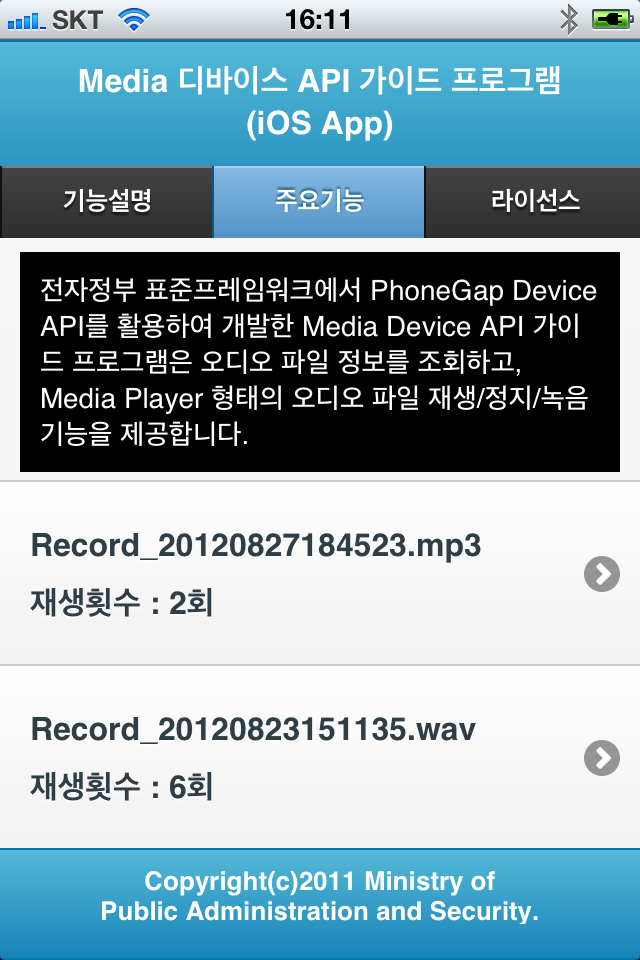 SKT 16:11
Media 디바이스 API 가이드 프로그램
(iOS App)
기능설명 주요기능 라이선스
전자정부 표준프레임워크에서 PhoneGap Device
API를 활용하여 개발한 Media Device API 가이
드 프로그램은 오디오 파일 정보를 조회하고,
Media Player 형태의 오디오 파일 재생/정지/녹음
기능을 제공합니다.
Record_20120827184523.mp3
재생횟수 : 2회
Record_20120823151135.wav
재생횟수 : 6회
Copyright(c)2011 Ministry of
Public Administration and Security.